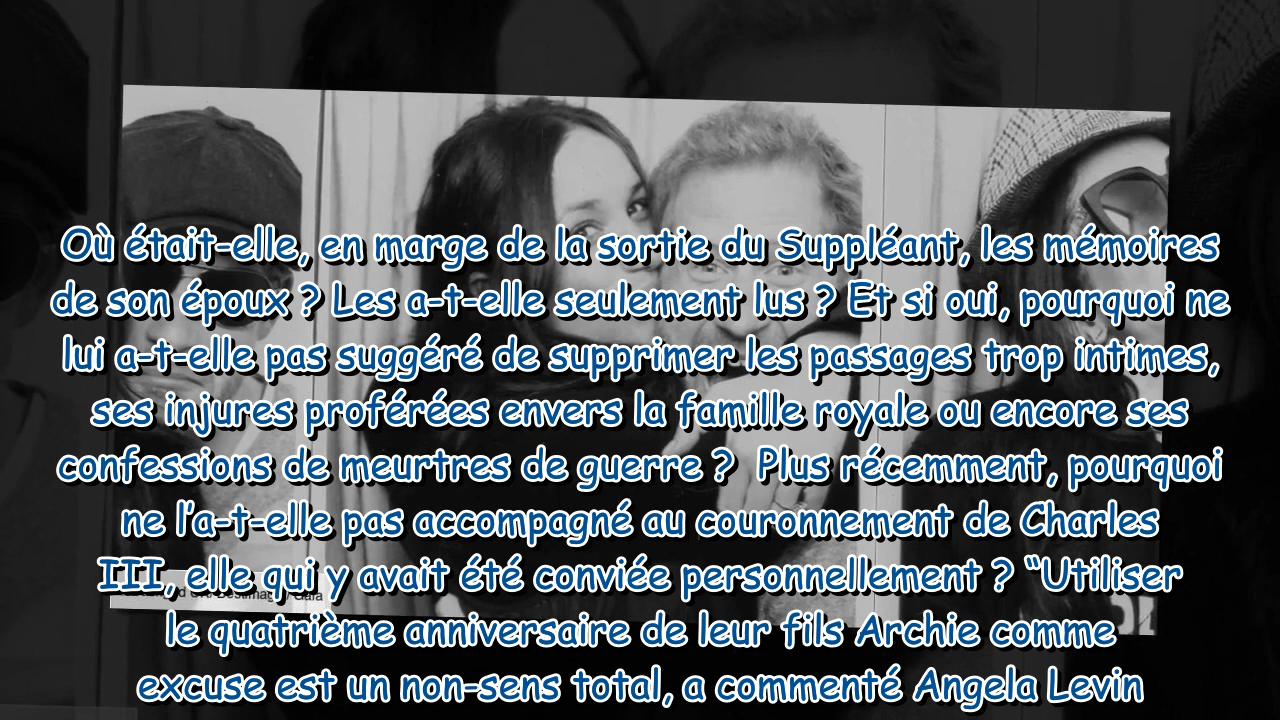 Où était-elle, en marge de la sortie du Suppléant, les mémoires
de son époux ? Les a-t-elle seulement lus ? Et si oui, pourquoi ne
lui a-t-elle pas suggéré de supprimer les passages trop intimes,
ses injures proférées envers la famille royale ou encore ses
confessions de meurtres de guerre ? Plus récemment, pourquoi
ne l’a-t-elle pas accompagné au couronnement de Charles
III, elle qui y avait été conviée personnellement ? “Utiliser
le quatrième anniversaire de leur fils Archie comme
excuse est un non-sens total, a commenté Angela Levin